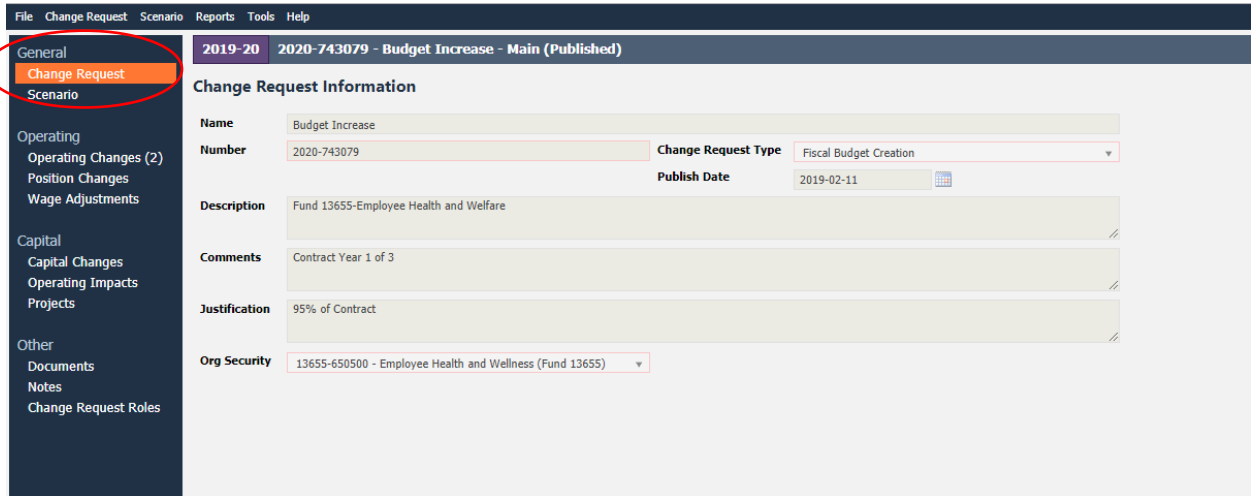 File Change Request Scenario Reports Tools Help
General
Change Request
Scenario
Operating
Operating Changes (2)
Position Changes
Wage Adjustments
Capital
Capital Changes
Operating Impacts
Projects
Other
Documents
Notes
Change Request Roles
2019-20 2020-743079 - Budget Increase - Main (Published)
Change Request Information
Name Budget Increase
Number 2020-743079 Change Request Type Fiscal Budget Creation
Publish Date 2019-02-11
Description Fund 13655-Employee Health and Welfare
Comments Contract Year 1 of 3
Justification 95% of Contract
Org Security 13655-650500 - Employee Health and Wellness (Fund 13655)